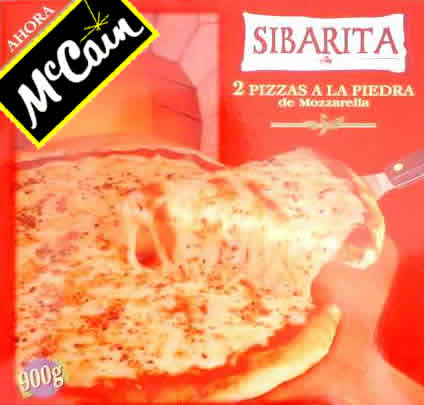 AHORA
McCain
SIBARITA
2 PIZZAS A LA PIEDRA
de Mozzarella
900g